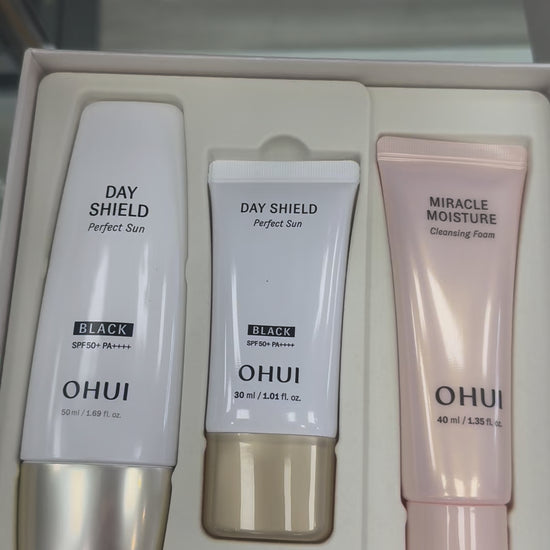 DAY
SHIELD
Perfect Sun
BLACK
SPF50+ PA++++
OHUI
50 ml / 1.69 fl. oz.
DAY SHIELD
Perfect Sun
BLACK
SPF50+ PA++++
OHUI
30 ml / 1.01 fl. oz.
MIRACLE
MOISTURE
Cleansing Foam
OHUI
40 ml / 1.35 fl. oz.